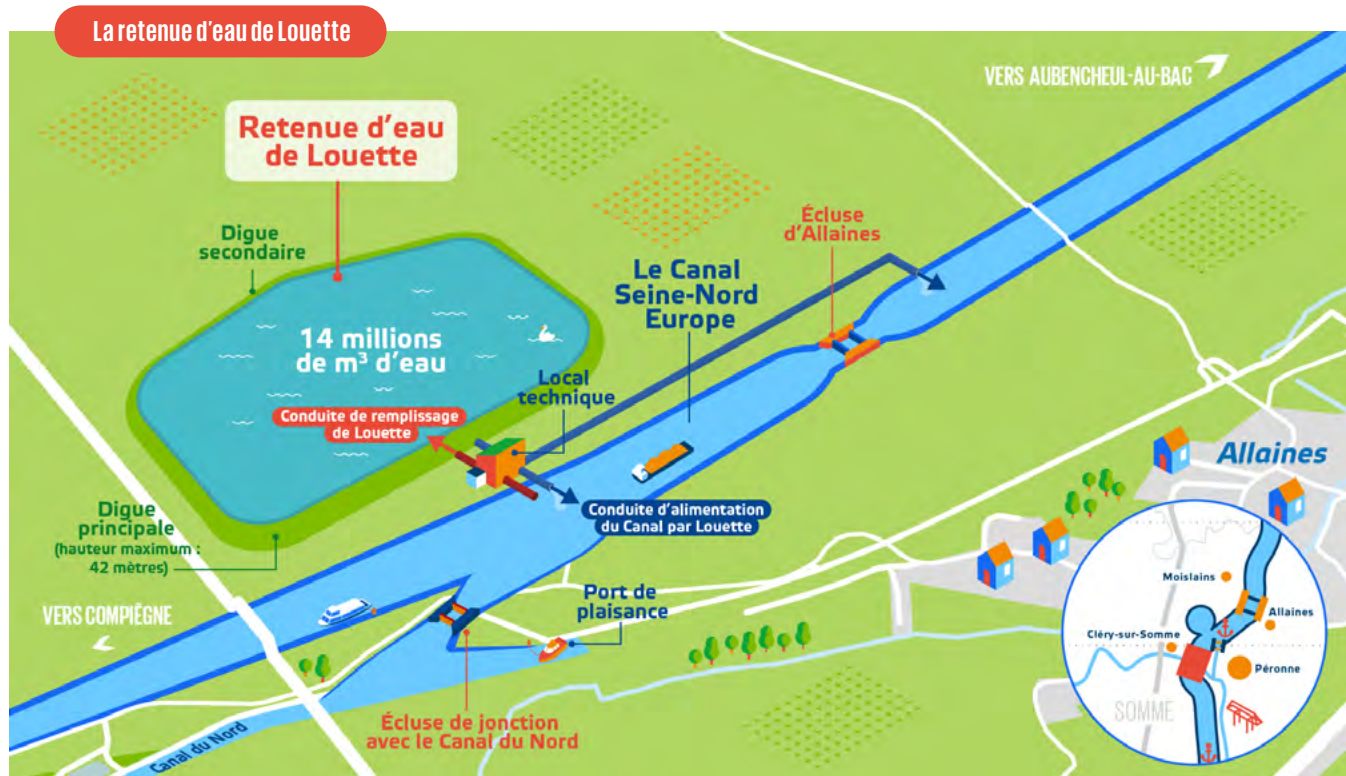 La retenue d'eau de Louette
VERS AUBENCHEUL-AU-BAC
Retenue d'eau
de Louette
Digue
secondaire
Écluse
d'Allaines
Le Canal
Seine-Nord
Europe
14 millions
de m³ d'eau
Local
technique
Conduite de remplissage
de Louette
Allaines
Conduite d'alimentation
du Canal par Louette
Digue
principale
(hauteur maximum :
42 mètres)
VERS COMPIÈGNE
Port de
plaisance
Écluse de jonction
avec le Canal du Nord
Canal du Nord
Moislains
Allaines
Cléry-sur-Somme
Péronne
SOMME